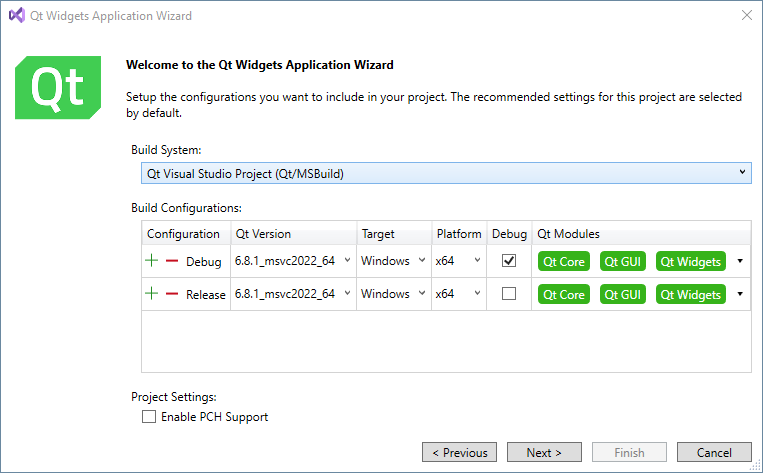 Qt Widgets Application Wizard
Qt
Welcome to the Qt Widgets Application Wizard
Setup the configurations you want to include in your project. The recommended settings for this project are selected
by default.
Build System:
Qt Visual Studio Project (Qt/MSBuild)
Build Configurations:
Configuration Qt Version Target Platform Debug Qt Modules
Debug 6.8.1_msvc2022_64 Windows x64 Qt Core Qt GUI Qt Widgets
Release 6.8.1_msvc2022_64 Windows x64 Qt Core Qt GUI Qt Widgets
Project Settings:
Enable PCH Support
< Previous Next > Finish Cancel